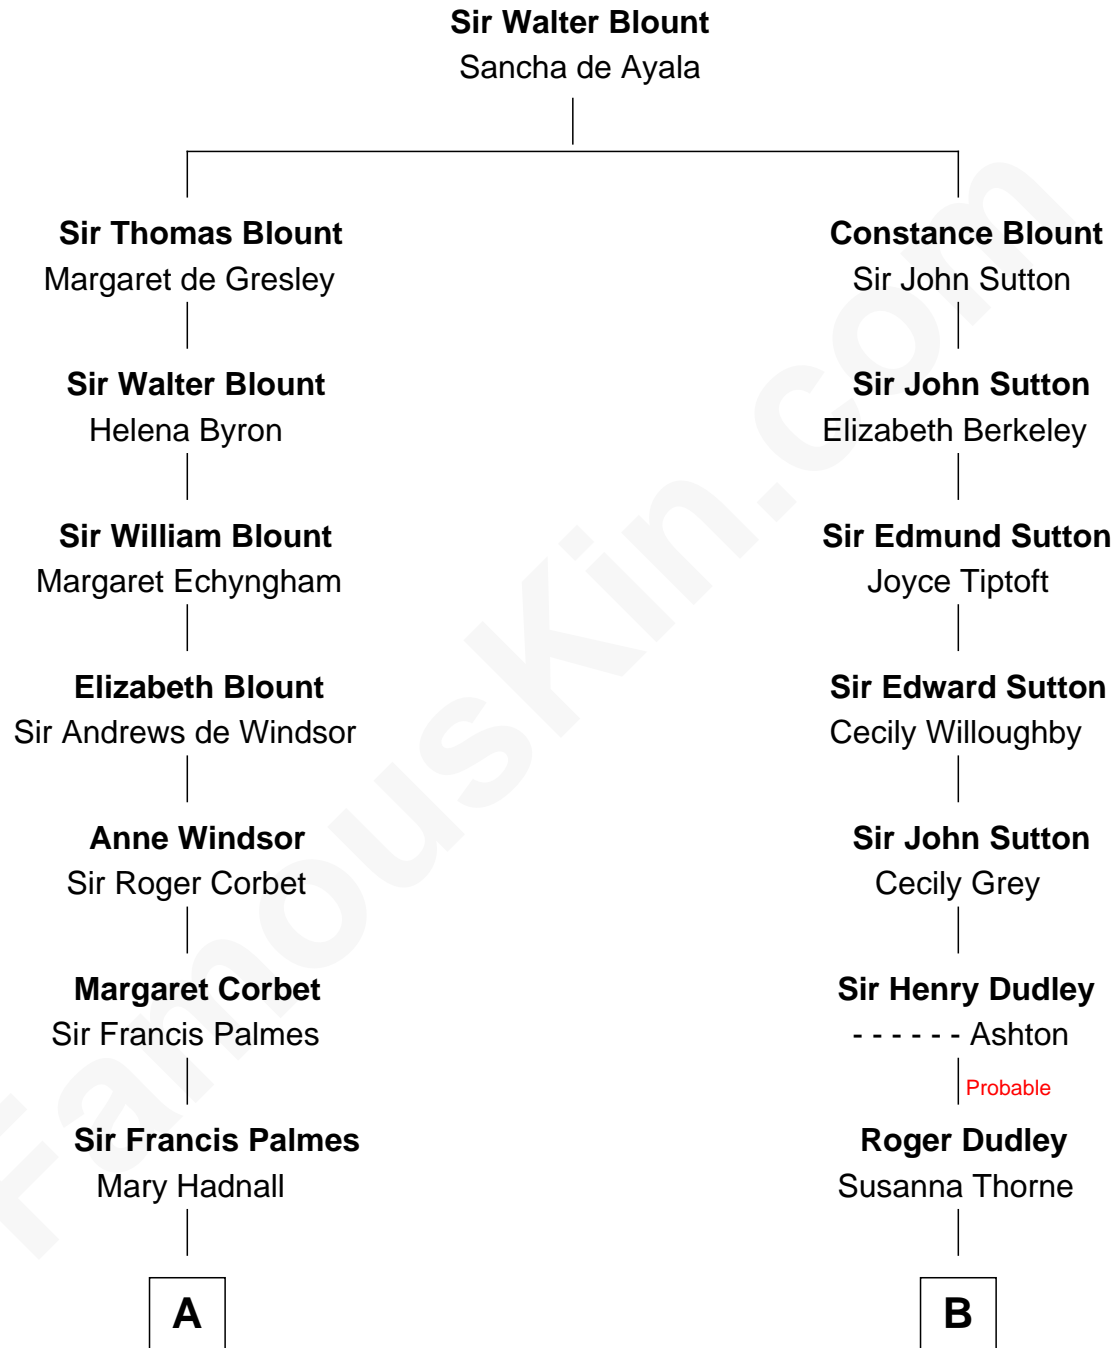 Sir Walter Blount
Sancha de Ayala
Sir Thomas Blount
Margaret de Gresley
Constance Blount
Sir John Sutton
Sir Walter Blount
Helena Byron
Sir John Sutton
Elizabeth Berkeley
Sir William Blount
Margaret Echyngham
Sir Edmund Sutton
Joyce Tiptoft
Elizabeth Blount
Sir Andrews de Windsor
Sir Edward Sutton
Cecily Willoughby
Anne Windsor
Sir Roger Corbet
Sir John Sutton
Cecily Grey
Margaret Corbet
Sir Francis Palmes
Sir Henry Dudley
- - - - - - Ashton
Probable
Sir Francis Palmes
Mary Hadnall
Roger Dudley
Susanna Thorne
A
B
FamousKin.com